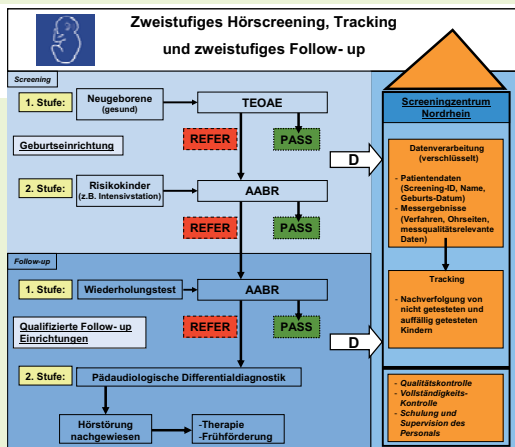 Zweistufiges Hörscreening, Tracking
und zweistufiges Follow- up
Screening
1. Stufe:
Neugeborene
(gesund)
TEOAE
REFER
PASS
Geburtseinrichtung
2. Stufe:
Risikokinder
(z.B. Intensivstation)
AABR
REFER
PASS
D
Follow-up
1. Stufe:
Wiederholungstest
AABR
REFER
PASS
Qualifizierte Follow- up
Einrichtungen
D
2. Stufe:
Pädaudiologische Differentialdiagnostik
Hörstörung
nachgewiesen
-Therapie
-Frühförderung
Screeningzentrum
Nordrhein
Datenverarbeitung
(verschlüsselt)
- Patientendaten
(Screening-ID, Name,
Geburts-Datum)
- Messergebnisse
(Verfahren, Ohrseiten,
messqualitätsrelevante
Daten)
Tracking
- Nachverfolgung von
nicht getesteten und
auffällig getesteten
Kindern
- Qualitätskontrolle
- Vollständigkeits-
Kontrolle
- Schulung und
Supervision des
Personals